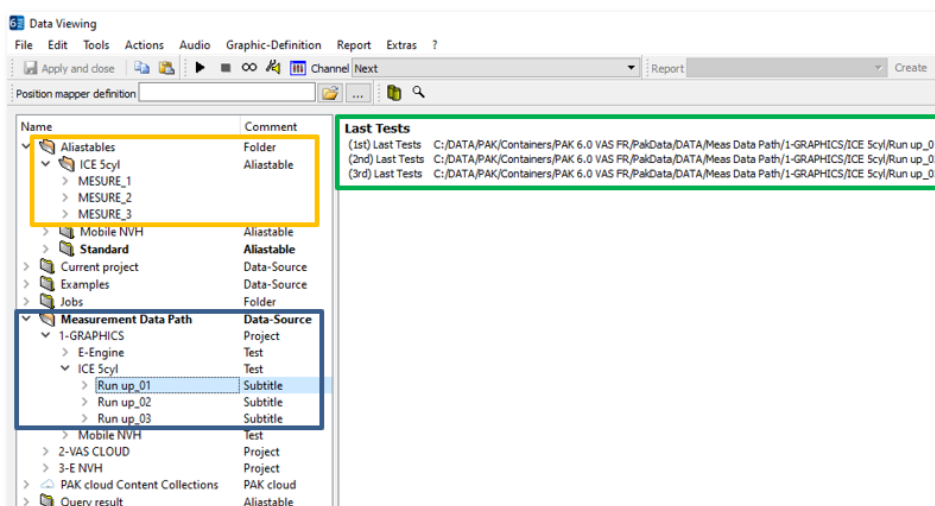 Data Viewing
File Edit Tools Actions Audio Graphic-Definition Report Extras ?
Apply and close Channel Next Report Create
Position mapper definition ...
Name Comment
Aliastables Folder
ICE 5cyl Aliastable
MESURE_1
MESURE_2
MESURE_3
Mobile NVH Aliastable
Standard Aliastable
Current project Data-Source
Examples Data-Source
Jobs Folder
Measurement Data Path Data-Source
1-GRAPHICS Project
E-Engine Test
ICE 5cyl Test
Run up_01 Subtitle
Run up_02 Subtitle
Run up_03 Subtitle
Mobile NVH Test
2-VAS CLOUD Project
3-E NVH Project
PAK cloud Content Collections PAK cloud
Query result Aliastable
Last Tests
(1st) Last Tests C:/DATA/PAK/Containers/PAK 6.0 VAS FR/PakData/DATA/Meas Data Path/1-GRAPHICS/ICE 5cyl/Run up_0
(2nd) Last Tests C:/DATA/PAK/Containers/PAK 6.0 VAS FR/PakData/DATA/Meas Data Path/1-GRAPHICS/ICE 5cyl/Run up_0
(3rd) Last Tests C:/DATA/PAK/Containers/PAK 6.0 VAS FR/PakData/DATA/Meas Data Path/1-GRAPHICS/ICE 5cyl/Run up_0